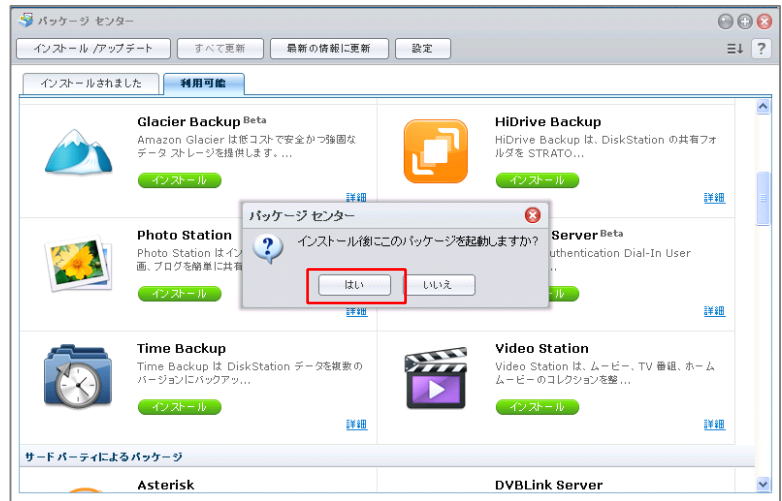 パッケージ センター
インストール /アップデート すべて更新 最新の情報に更新 設定
インストールされました 利用可能
Glacier Backup Beta
Amazon Glacier は低コストで安全かつ強固な
データ ストレージを提供します。...
インストール
詳細
HiDrive Backup
HiDrive Backup は、DiskStation の共有フォ
ルダを STRATO...
インストール
詳細
Photo Station
Photo Station はイン
画、ブログを簡単に共有
インストール
詳細
Server Beta
uthentication Dial-In User
ール
詳細
パッケージ センター
インストール後にこのパッケージを起動しますか?
はい いいえ
Time Backup
Time Backup は DiskStation データを複数の
バージョンにバックアッ...
インストール
詳細
Video Station
Video Station は、ムービー、TV 番組、ホーム
ムービーのコレクションを整...
インストール
詳細
サードパーティによるパッケージ
Asterisk
DVBLink Server